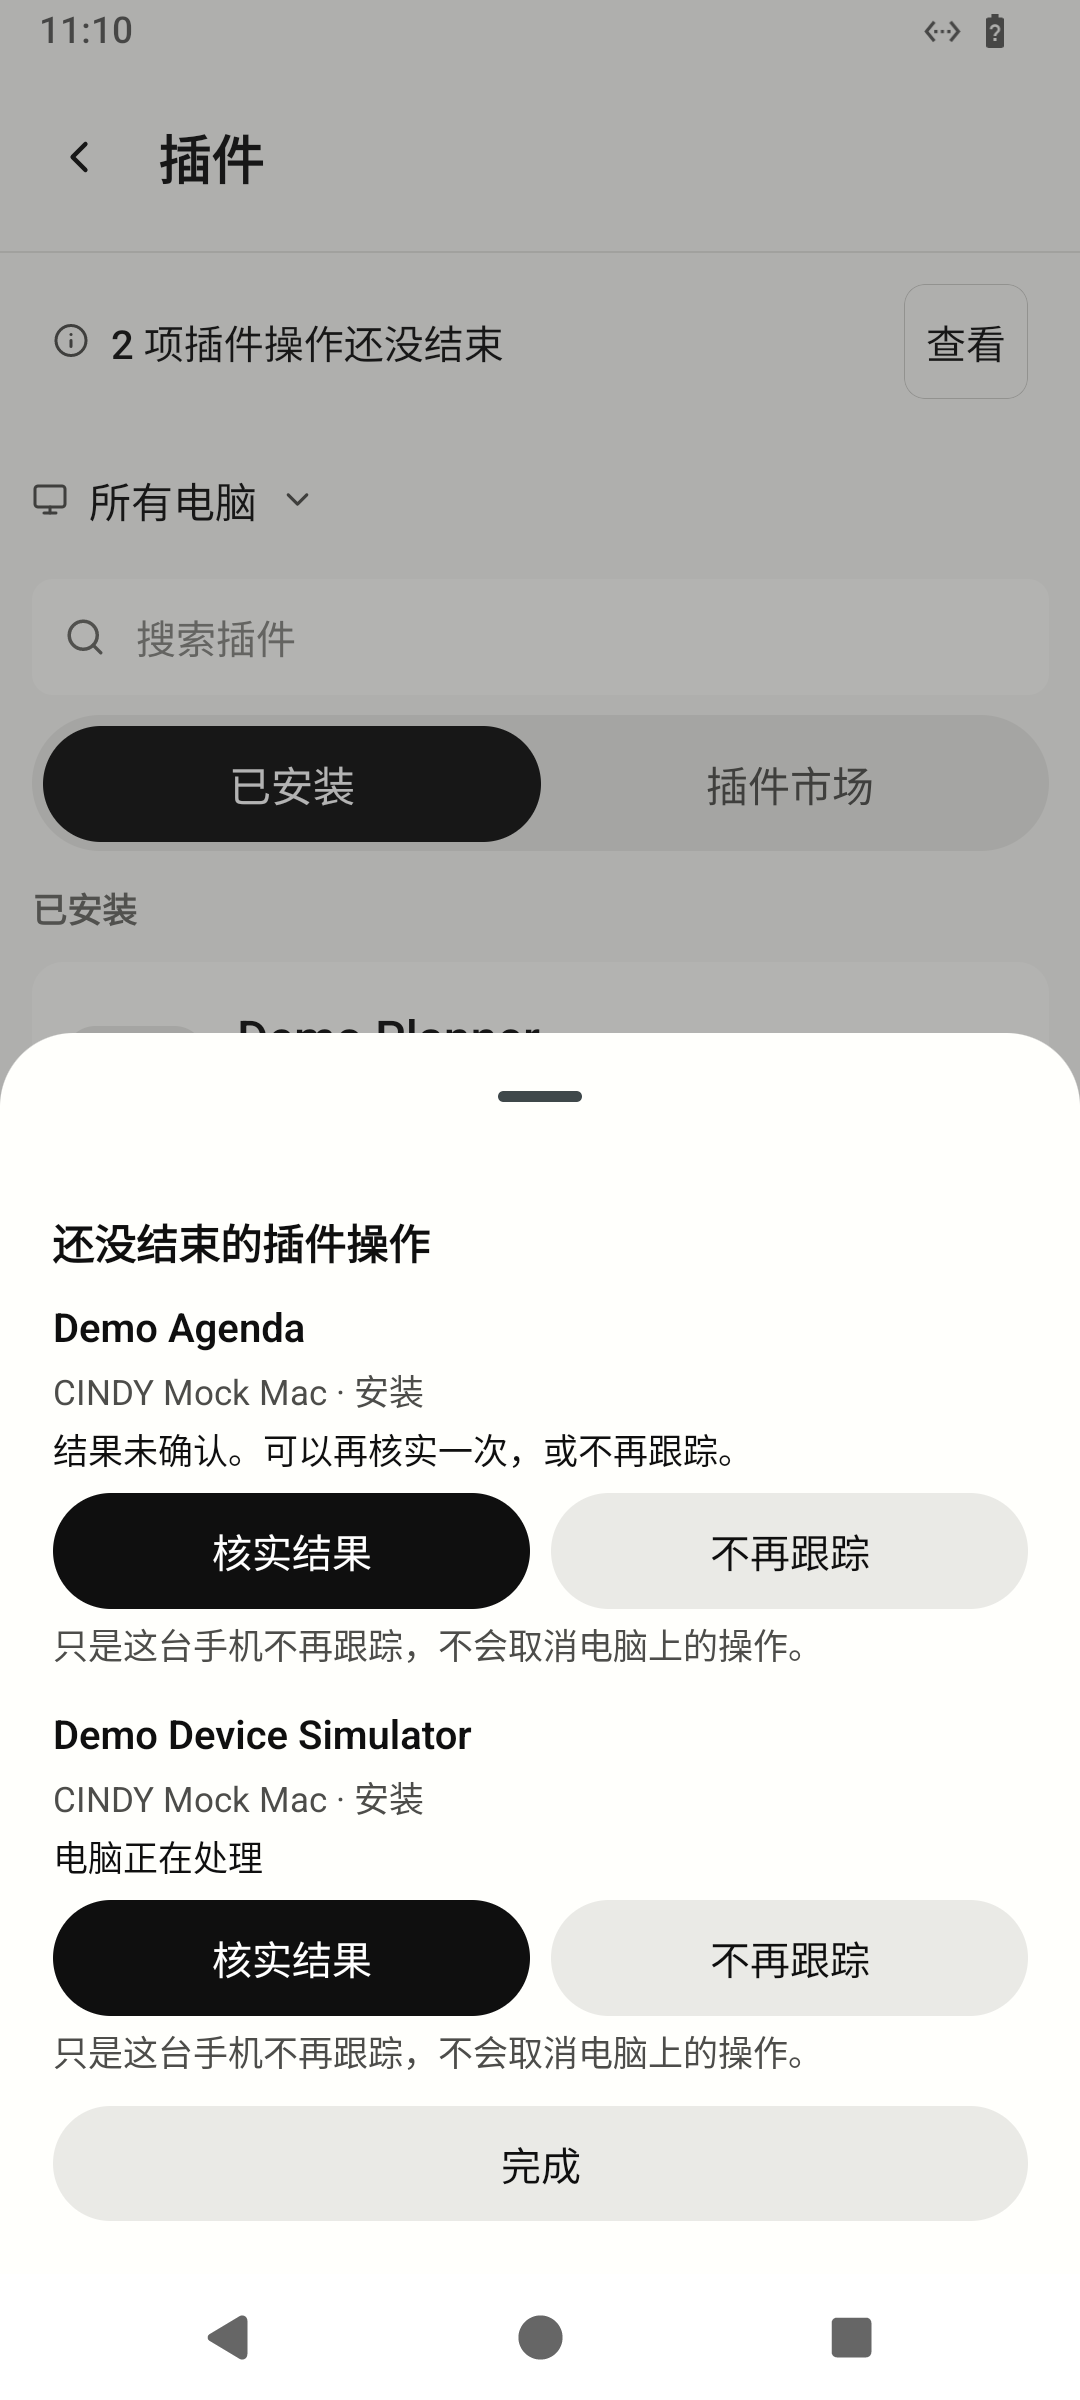 11:10
插件
2 项插件操作还没结束
查看
所有电脑
搜索插件
已安装
插件市场
已安装
Demo Planner
还没结束的插件操作
Demo Agenda
CINDY Mock Mac · 安装
结果未确认。可以再核实一次，或不再跟踪。
核实结果
不再跟踪
只是这台手机不再跟踪，不会取消电脑上的操作。
Demo Device Simulator
CINDY Mock Mac · 安装
电脑正在处理
核实结果
不再跟踪
只是这台手机不再跟踪，不会取消电脑上的操作。
完成